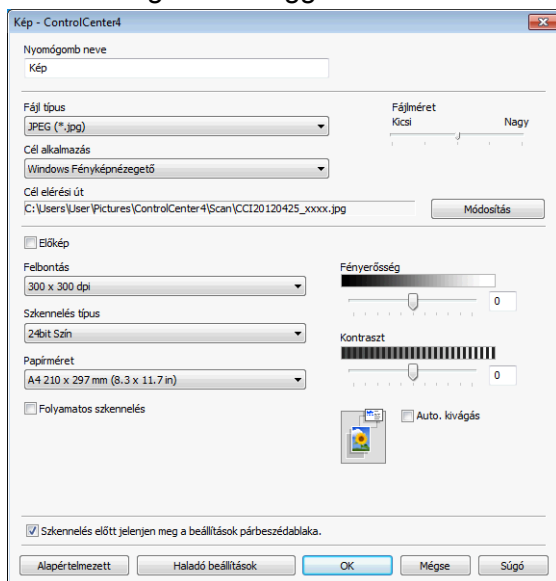 Kép - ControlCenter4
Nyomógomb neve
Kép
Fájl típus
JPEG (*.jpg)
Fájlméret
Kicsi Nagy
Cél alkalmazás
Windows Fényképnézegető
Cél elérési út
C:\Users\User\Pictures\ControlCenter4\Scan\CCI20120425_xxxx.jpg
Módosítás
Előkép
Felbontás
300 x 300 dpi
Szkennelés típus
24bit Szín
Papírméret
A4 210 x 297 mm (8.3 x 11.7 in)
Folyamatos szkennelés
Fényerősség
0
Kontraszt
0
Auto. kivágás
Szkennelés előtt jelenjen meg a beállítások párbeszédablaka.
Alapértelmezett Haladó beállítások OK Mégse Súgó